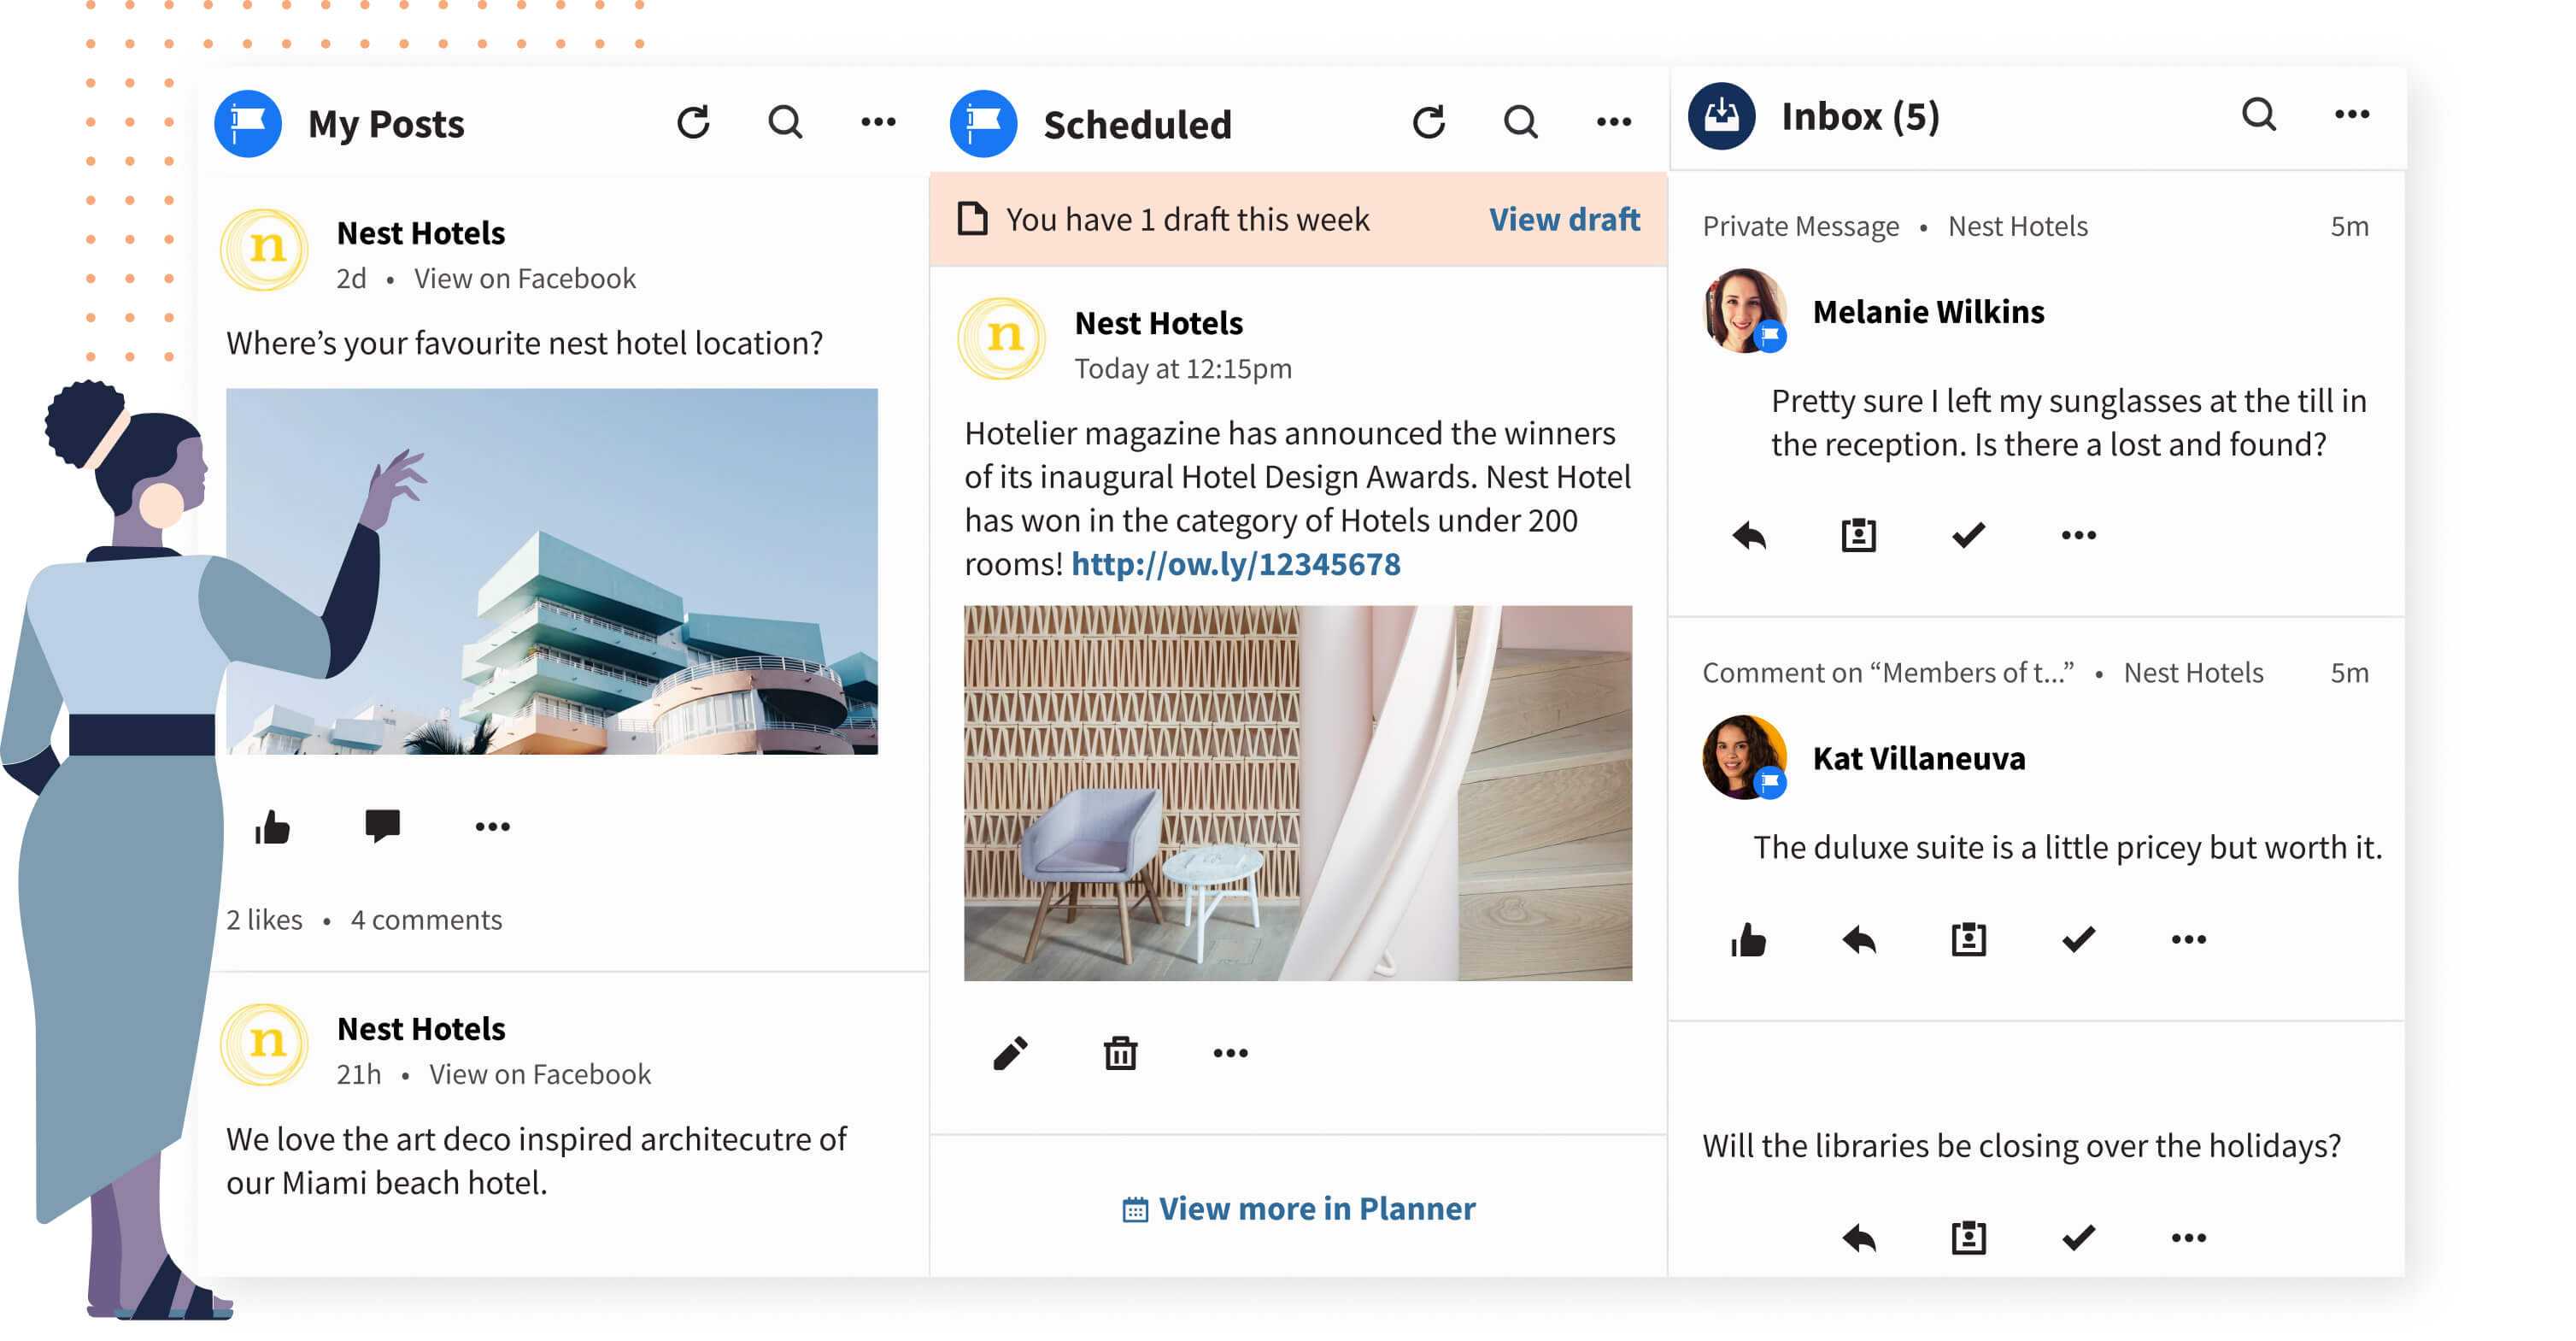 My Posts
n
Nest Hotels
2d • View on Facebook
Where’s your favourite nest hotel location?
2 likes • 4 comments
n
Nest Hotels
21h • View on Facebook
We love the art deco inspired architecutre of
our Miami beach hotel.
Scheduled
You have 1 draft this week View draft
n
Nest Hotels
Today at 12:15pm
Hotelier magazine has announced the winners
of its inaugural Hotel Design Awards. Nest Hotel
has won in the category of Hotels under 200
rooms! http://ow.ly/12345678
View more in Planner
Inbox (5)
Private Message • Nest Hotels 5m
Melanie Wilkins
Pretty sure I left my sunglasses at the till in
the reception. Is there a lost and found?
Comment on “Members of t...” • Nest Hotels 5m
Kat Villaneuva
The duluxe suite is a little pricey but worth it.
Will the libraries be closing over the holidays?